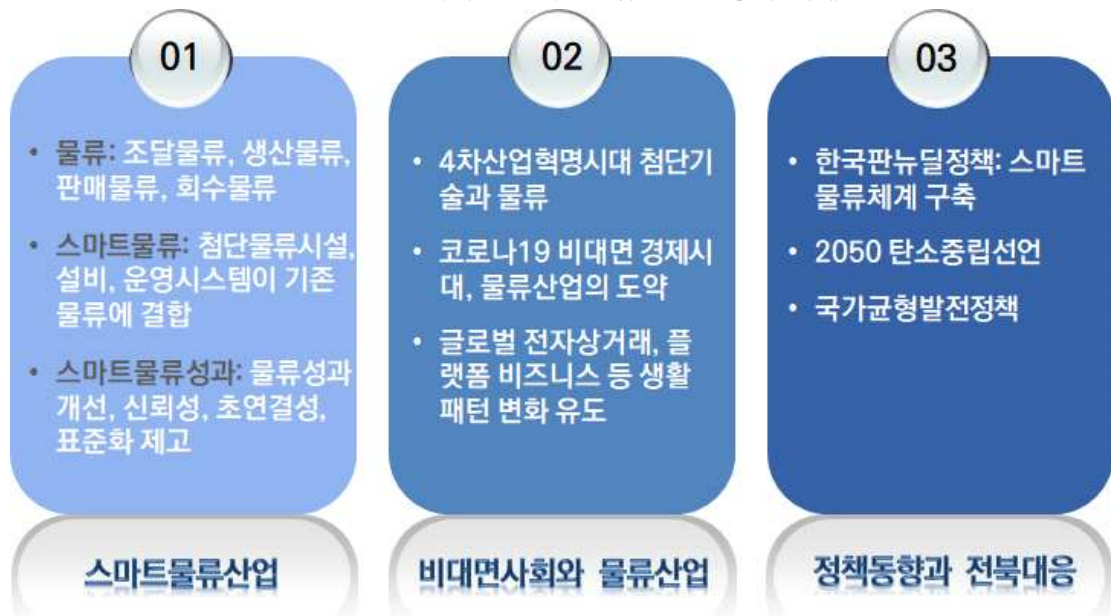 01
• 물류: 조달물류, 생산물류,
판매물류, 회수물류
• 스마트물류: 첨단물류시설,
설비, 운영시스템이 기존
물류에 결합
• 스마트물류성과: 물류성과
개선, 신뢰성, 초연결성,
표준화 제고
스마트물류산업
02
• 4차산업혁명시대 첨단기
술과 물류
• 코로나19 비대면 경제시
대, 물류산업의 도약
• 글로벌 전자상거래, 플
랫폼 비즈니스 등 생활
패턴 변화 유도
비대면사회와 물류산업
03
• 한국판뉴딜정책: 스마트
물류체계 구축
• 2050 탄소중립선언
• 국가균형발전정책
정책동향과 전북대응